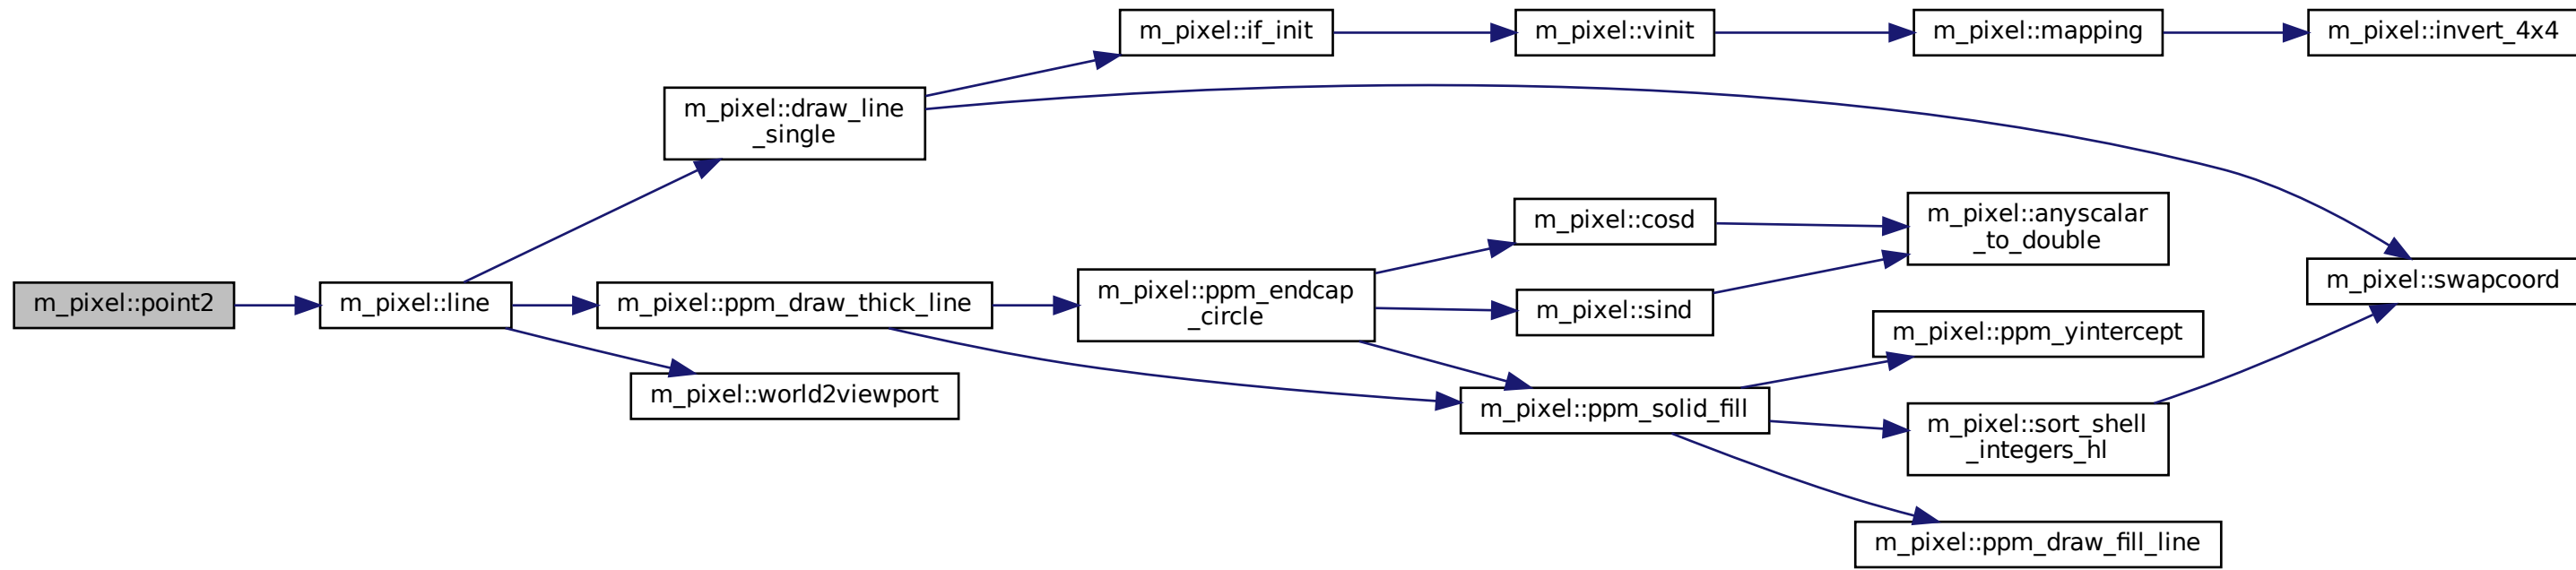 m_pixel::if_init
m_pixel::vinit
m_pixel::mapping
m_pixel::invert_4x4
m_pixel::draw_line
_single
m_pixel::cosd
m_pixel::anyscalar
_to_double
m_pixel::point2
m_pixel::line
m_pixel::ppm_draw_thick_line
m_pixel::ppm_endcap
_circle
m_pixel::sind
m_pixel::swapcoord
m_pixel::ppm_yintercept
m_pixel::world2viewport
m_pixel::ppm_solid_fill
m_pixel::sort_shell
_integers_hl
m_pixel::ppm_draw_fill_line